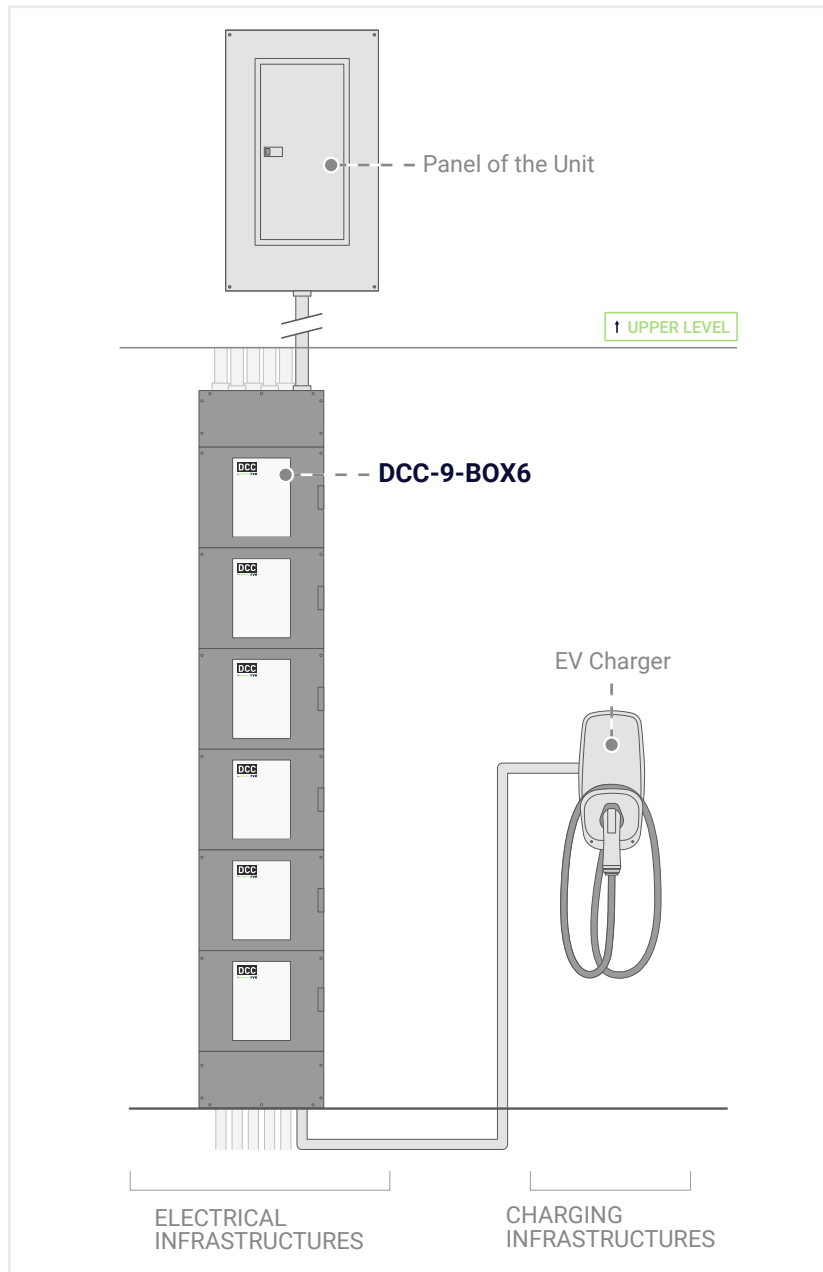 Panel of the Unit
↑ UPPER LEVEL
DCC-9-BOX6
DCC
DCC
DCC
DCC
DCC
DCC
EV Charger
ELECTRICAL
INFRASTRUCTURES
CHARGING
INFRASTRUCTURES